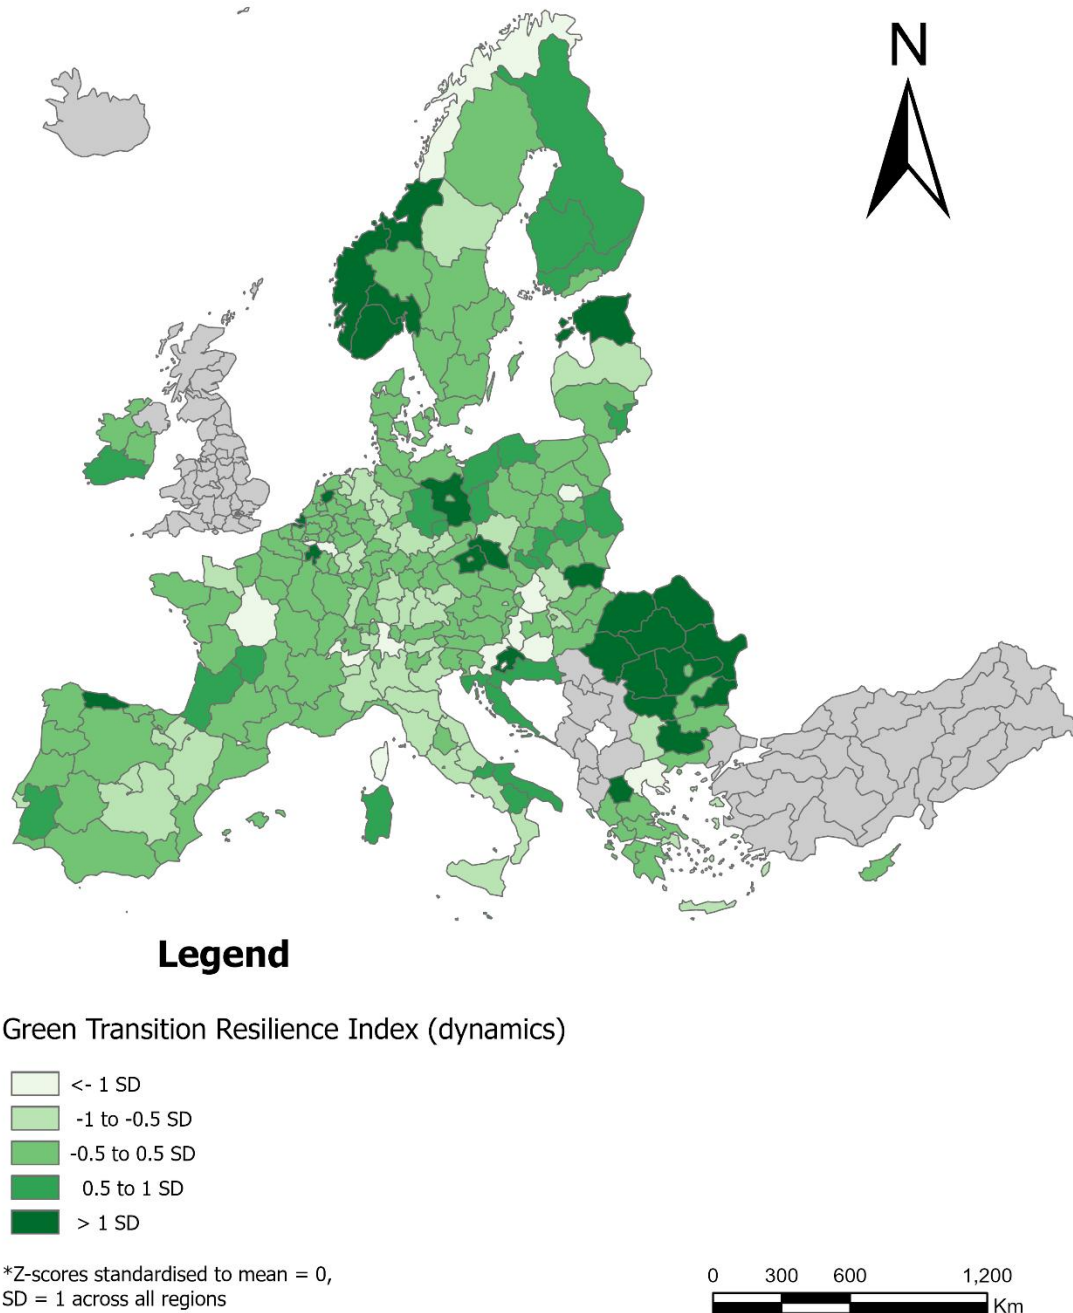 N
Legend
Green Transition Resilience Index (dynamics)
<- 1 SD
-1 to -0.5 SD
-0.5 to 0.5 SD
0.5 to 1 SD
> 1 SD
*Z-scores standardised to mean = 0,
SD = 1 across all regions
0 300 600 1,200
Km